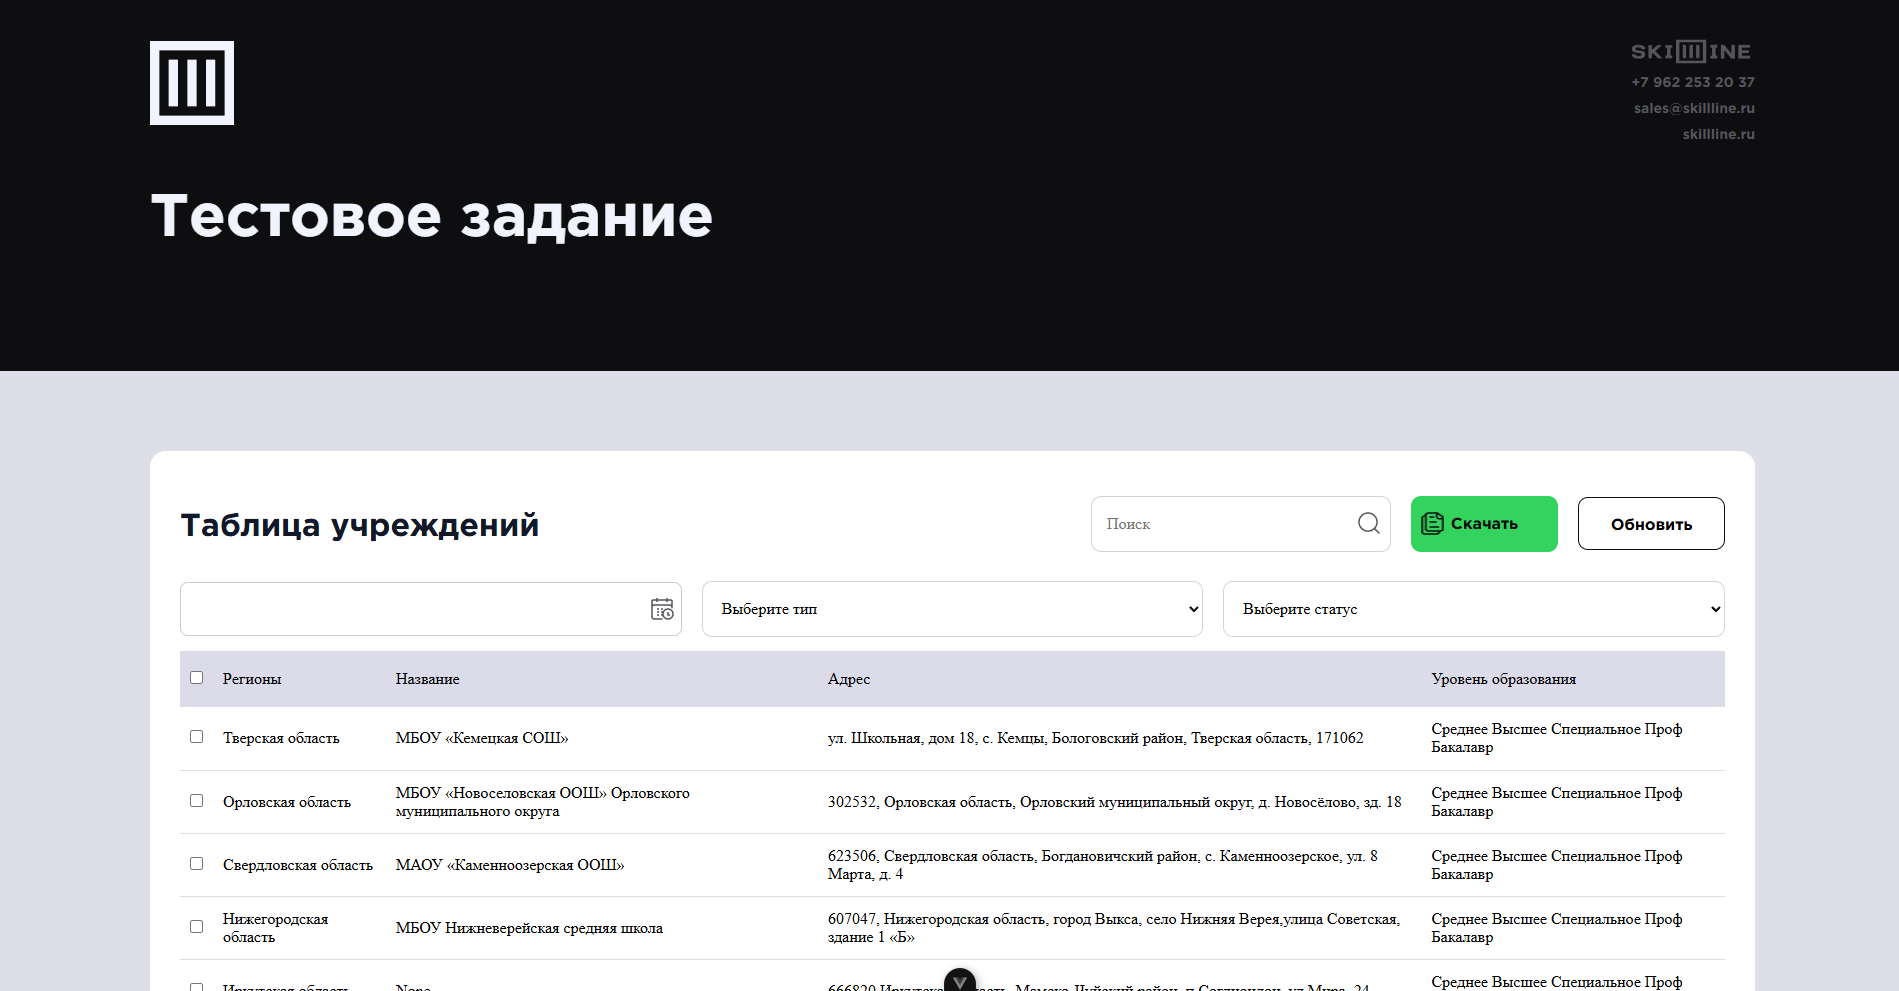 SKILLLINE
+7 962 253 20 37
sales@skillline.ru
skillline.ru
Тестовое задание
Таблица учреждений
Поиск
Скачать
Обновить
Выберите тип
Выберите статус
Регионы Название Адрес Уровень образования
Тверская область МБОУ «Кемецкая СОШ» ул. Школьная, дом 18, с. Кемцы, Бологовский район, Тверская область, 171062 Среднее Высшее Специальное Проф
Бакалавр
Орловская область МБОУ «Новоселовская ООШ» Орловского
муниципального округа
302532, Орловская область, Орловский муниципальный округ, д. Новосёлово, зд. 18
Среднее Высшее Специальное Проф
Бакалавр
Свердловская область МАОУ «Каменноозерская ООШ»
623506, Свердловская область, Богдановичский район, с. Каменноозерское, ул. 8
Марта, д. 4
Среднее Высшее Специальное Проф
Бакалавр
Нижегородская
область
МБОУ Нижневерейская средняя школа
607047, Нижегородская область, город Выкса, село Нижняя Верея,улица Советская,
здание 1 «Б»
Среднее Высшее Специальное Проф
Бакалавр
Иркутская область None
Среднее Высшее Специальное Проф